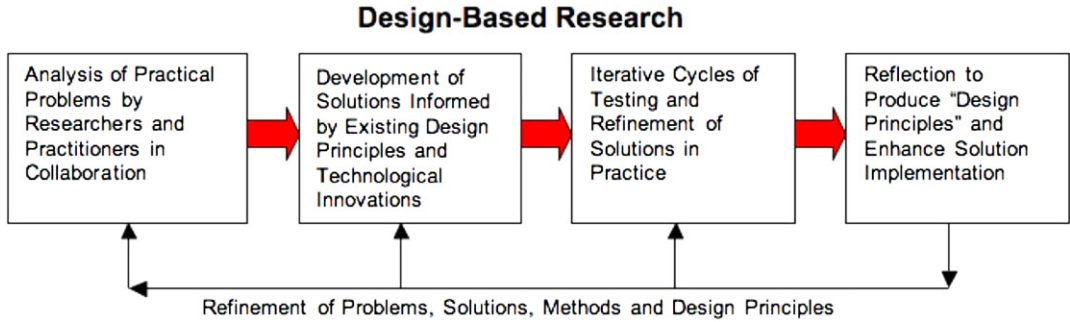 Design-Based Research
Analysis of Practical
Problems by
Researchers and
Practitioners in
Collaboration
Development of
Solutions Informed
by Existing Design
Principles and
Technological
Innovations
Iterative Cycles of
Testing and
Refinement of
Solutions in
Practice
Reflection to
Produce “Design
Principles” and
Enhance Solution
Implementation
Refinement of Problems, Solutions, Methods and Design Principles